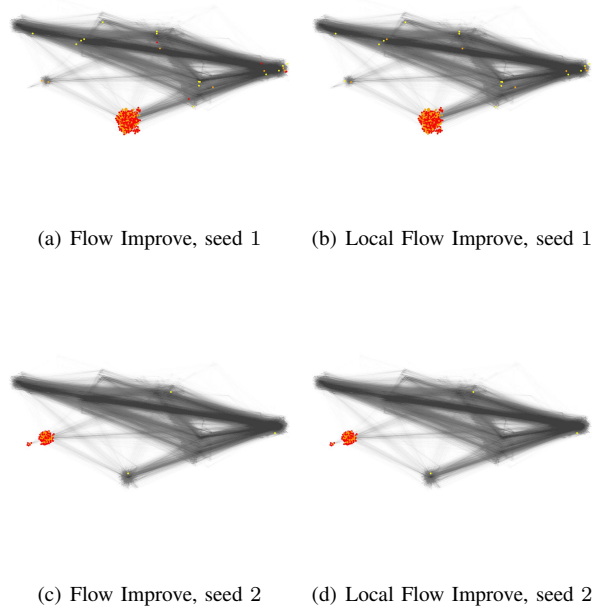 (a) Flow Improve, seed 1
(b) Local Flow Improve, seed 1
(c) Flow Improve, seed 2
(d) Local Flow Improve, seed 2